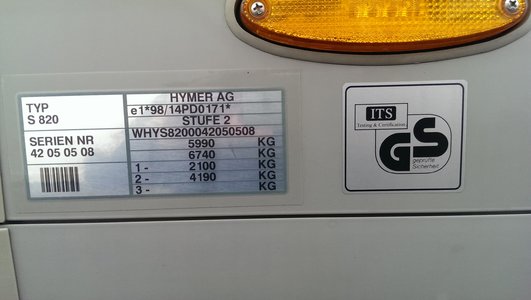 TYP
S 820
SERIEN NR
42 05 05 08
HYMER AG
e1*98/14PD0171*
STUFE 2
WHYS8200042050508
5990 KG
6740 KG
1 - 2100 KG
2 - 4190 KG
3 - KG
ITS
Testing & Certification
GS
geprüfte
Sicherheit